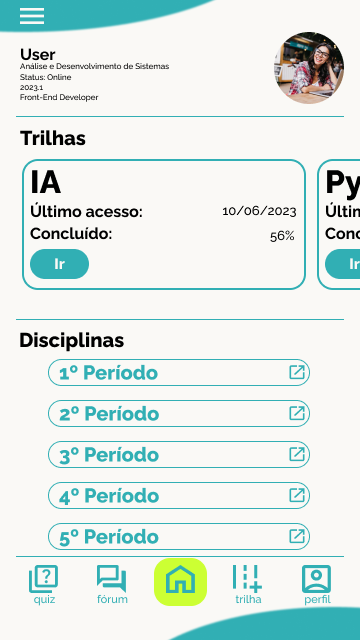 User
Análise e Desenvolvimento de Sistemas
Status: Online
2023.1
Front-End Developer
Trilhas
IA
Último acesso: 10/06/2023
Concluído: 56%
Ir
Py
Últin
Conc
Ir
Disciplinas
1º Período
2º Período
3º Período
4º Período
5º Período
quiz fórum trilha perfil